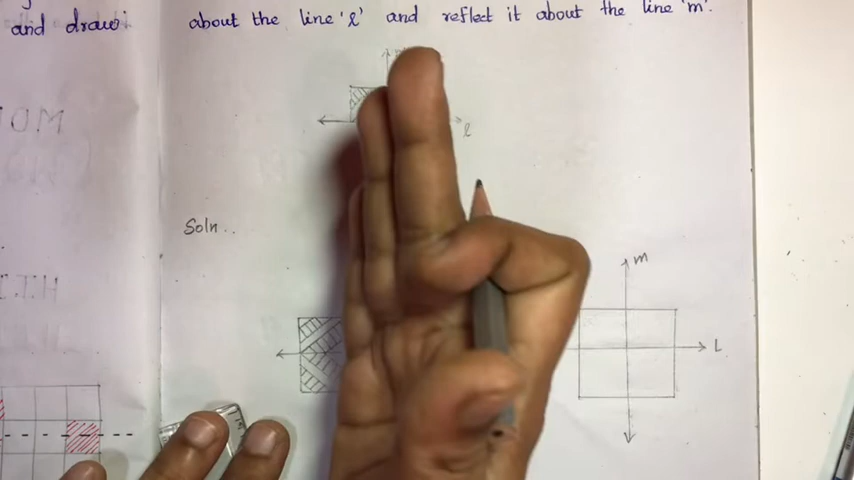 and draw: about the line 'l' and reflect it about the line 'm'.
l
Soln..
m
L